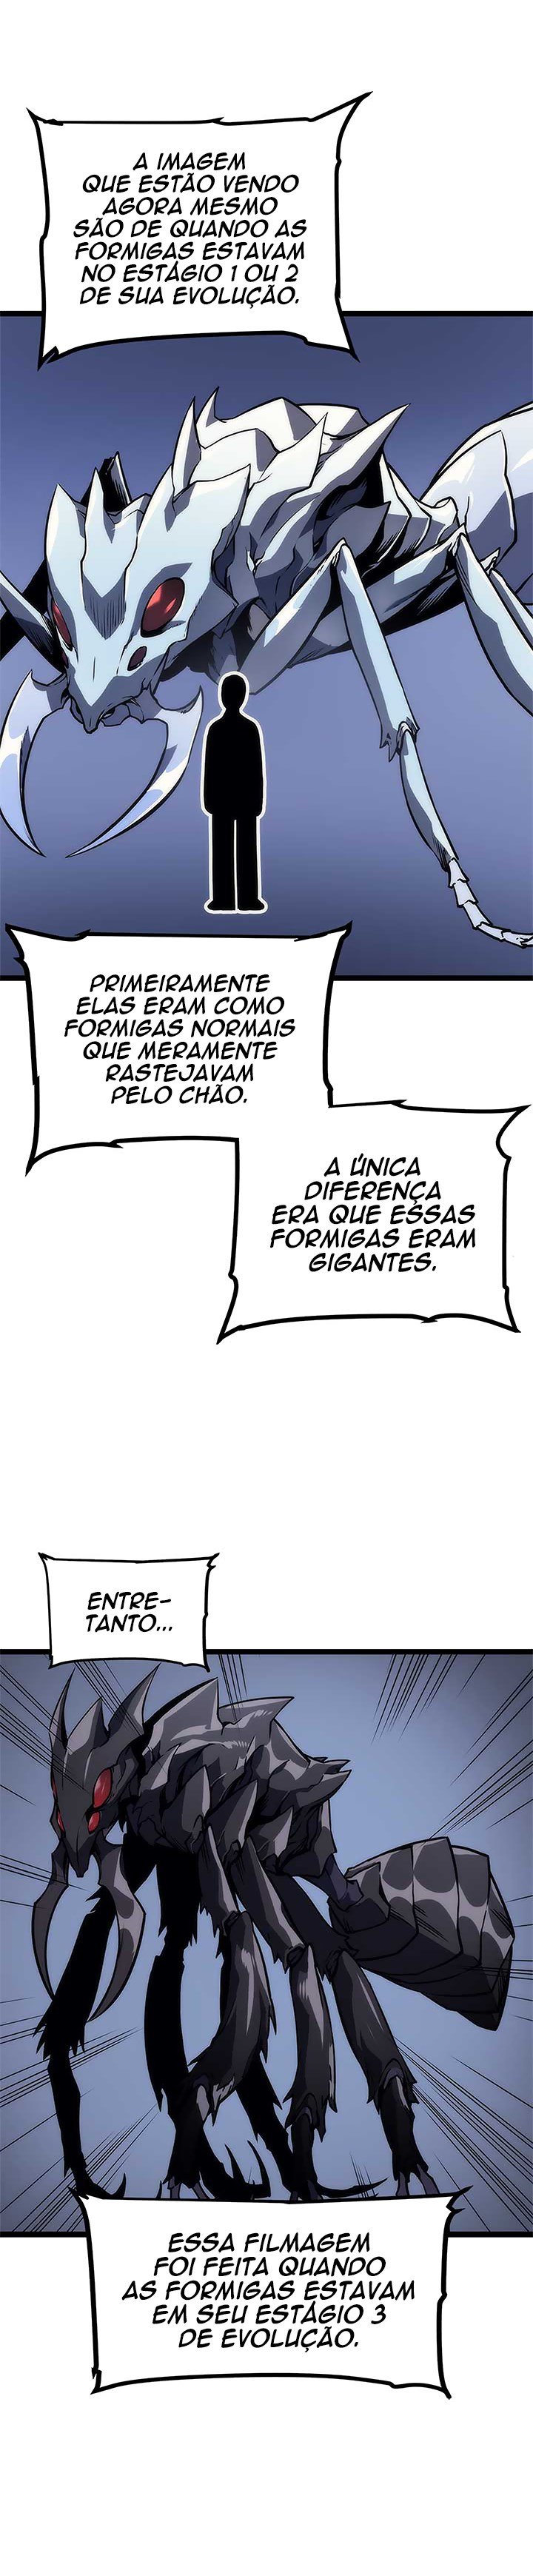 A IMAGEM
QUE ESTÃO VENDO
AGORA MESMO
SÃO DE QUANDO AS
FORMIGAS ESTAVAM
NO ESTÁGIO 1 OU 2
DE SUA EVOLUÇÃO.
PRIMEIRAMENTE
ELAS ERAM COMO
FORMIGAS NORMAIS
QUE MERAMENTE
RASTEJAVAM
PELO CHÃO.
A ÚNICA
DIFERENÇA
ERA QUE ESSAS
FORMIGAS ERAM
GIGANTES.
ENTRE-
TANTO...
ESSA FILMAGEM
FOI FEITA QUANDO
AS FORMIGAS ESTAVAM
EM SEU ESTÁGIO 3
DE EVOLUÇÃO.